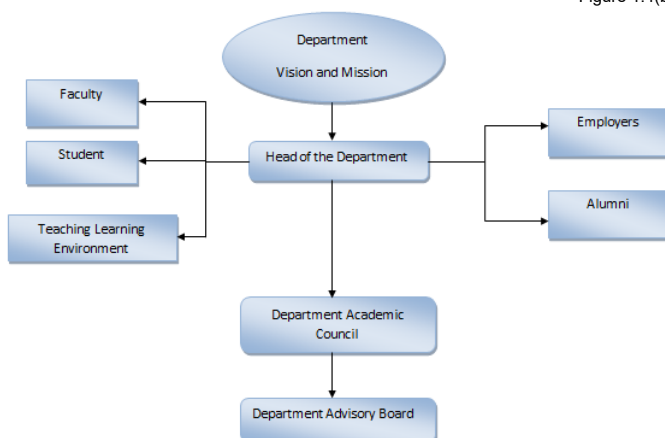 Department
Vision and Mission
Faculty
Employers
Student
Head of the Department
Alumni
Teaching Learning
Environment
Department Academic
Council
Department Advisory Board